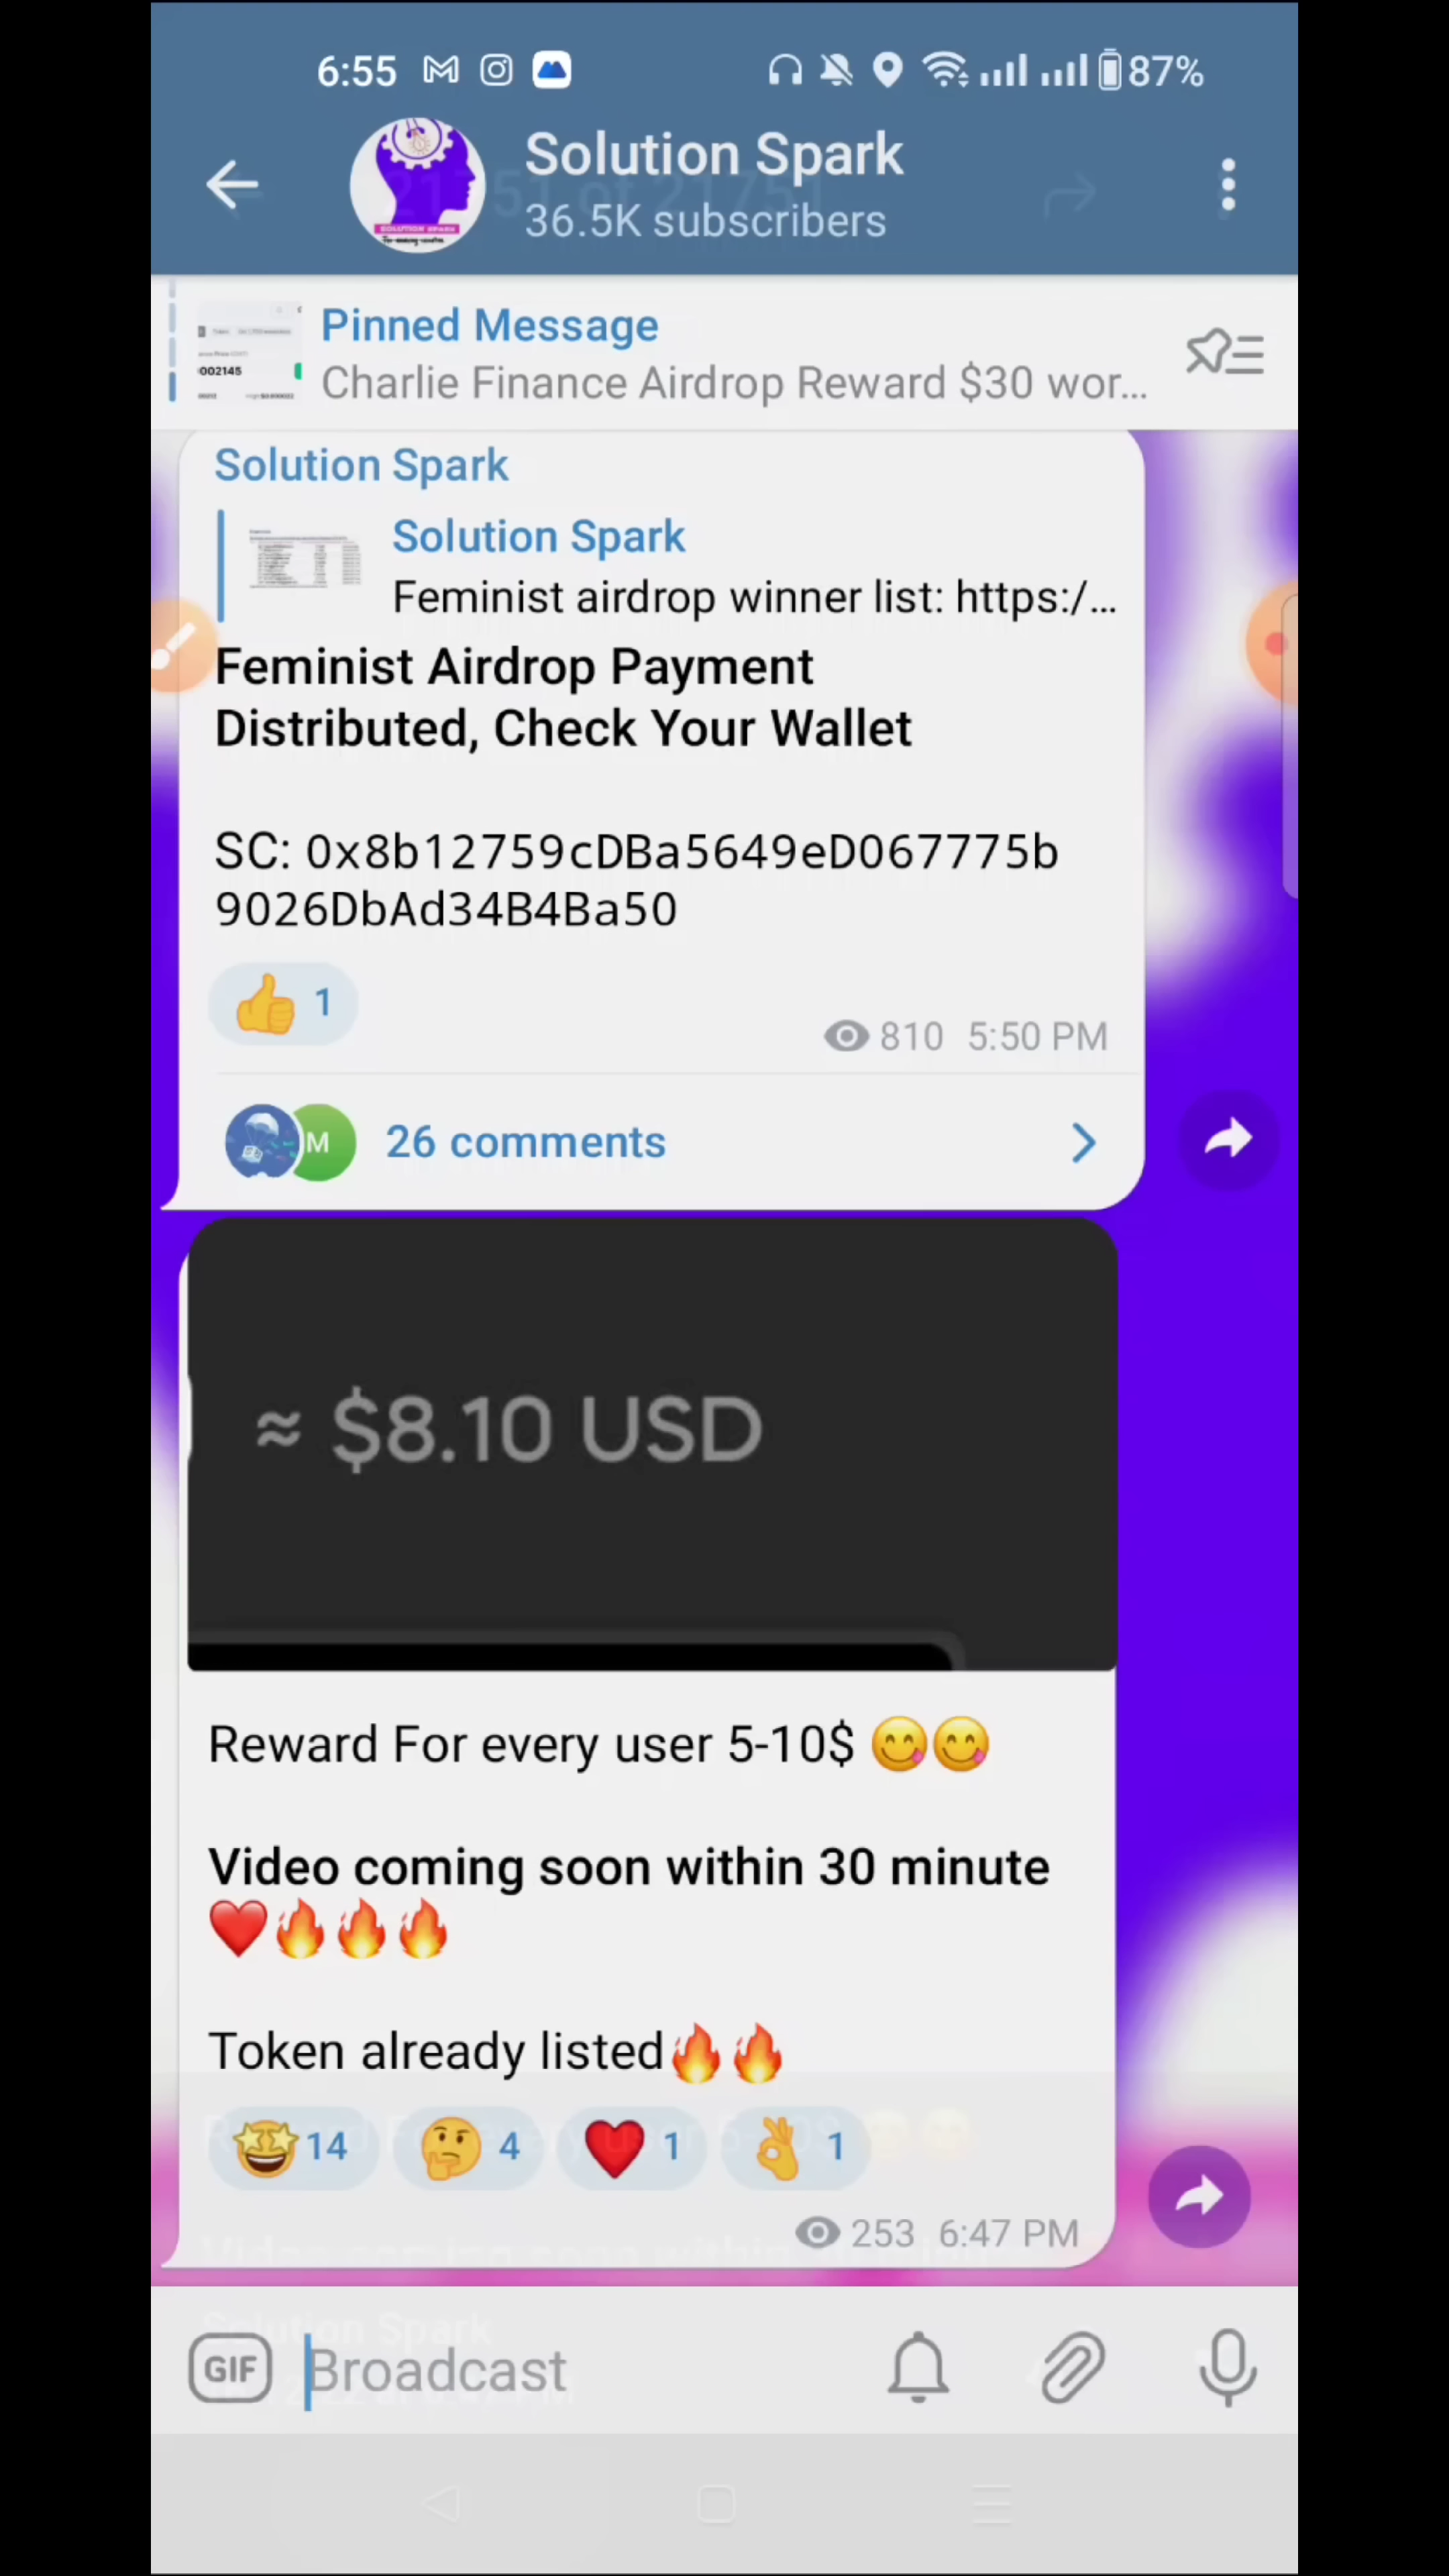 6:55
87%
Solution Spark
36.5K subscribers
SOLUTION SPARK
Pinned Message
Charlie Finance Airdrop Reward $30 wor...
Solution Spark
Solution Spark
Feminist airdrop winner list: https:/...
Feminist Airdrop Payment
Distributed, Check Your Wallet
SC: 0x8b12759cDBa5649eD067775b
9026DbAd34B4Ba50
👍 1
810 5:50 PM
M
26 comments
≈ $8.10 USD
Reward For every user 5-10$ 😋😋
Video coming soon within 30 minute
❤️🔥🔥🔥
Token already listed🔥🔥
🤩 14 🤔 4 ❤️ 1 👌 1
253 6:47 PM
GIF
Broadcast